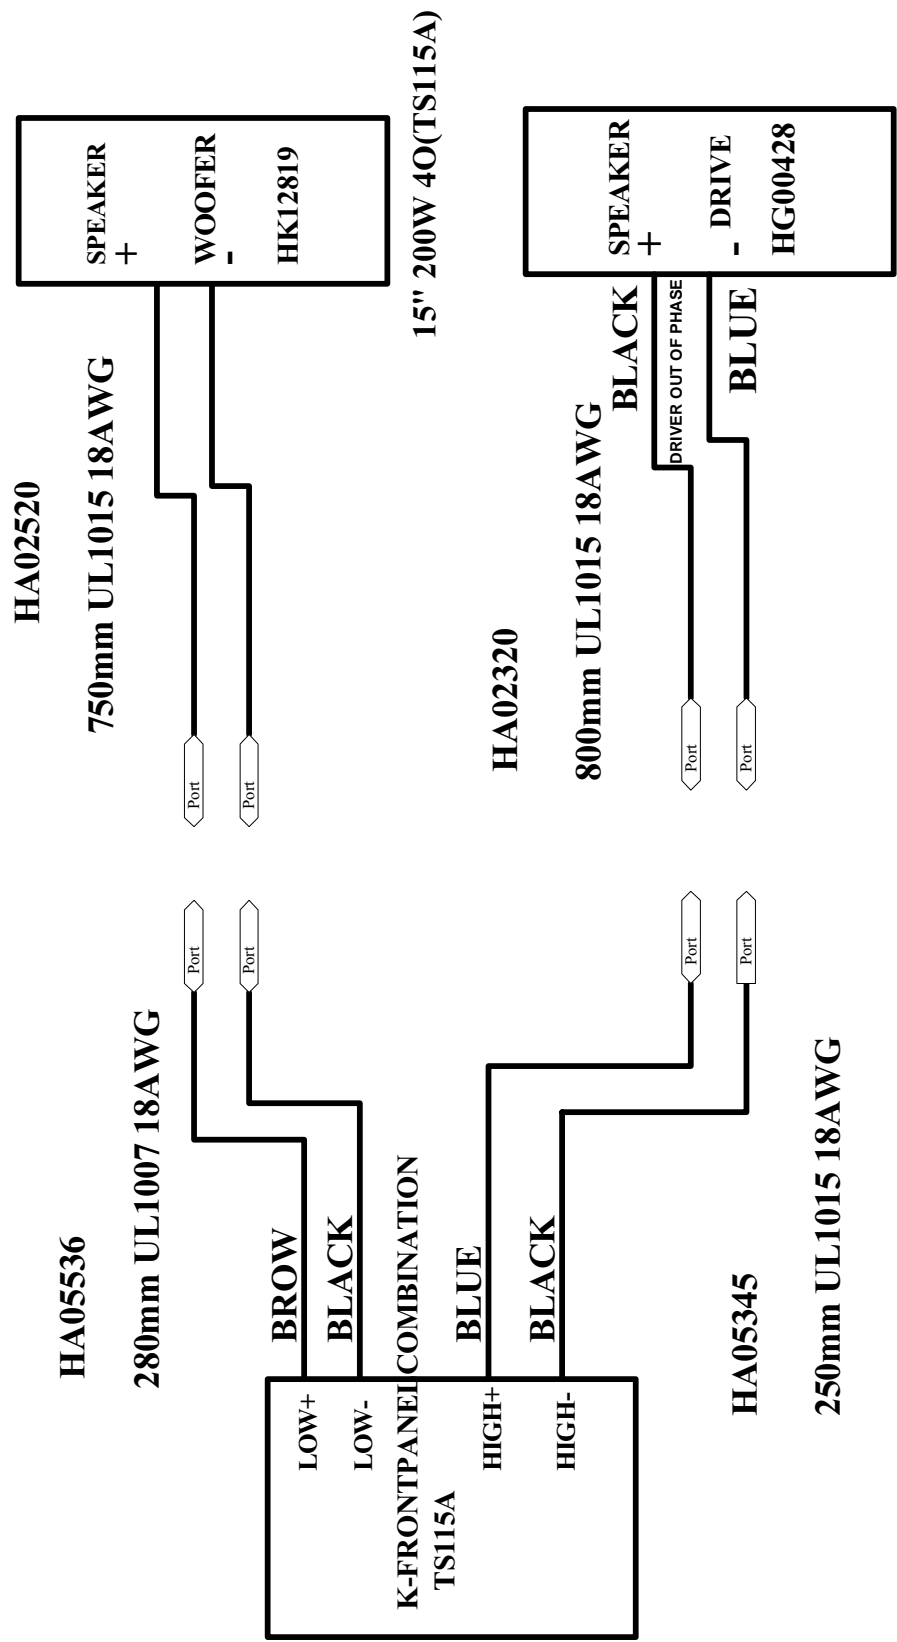 HA05536
280mm UL1007 18AWG
BROW
BLACK
LOW+
LOW-
K-FRONTPANELCOMBINATION
TS115A
HIGH+
HIGH-
BLUE
BLACK
HA05345
250mm UL1015 18AWG
Port
Port
Port
Port
Port
Port
Port
Port
HA02520
750mm UL1015 18AWG
SPEAKER
+
WOOFER
-
HK12819
15" 200W 4O(TS115A)
HA02320
800mm UL1015 18AWG
BLACK
DRIVER OUT OF PHASE
BLUE
SPEAKER
+
- DRIVE
HG00428